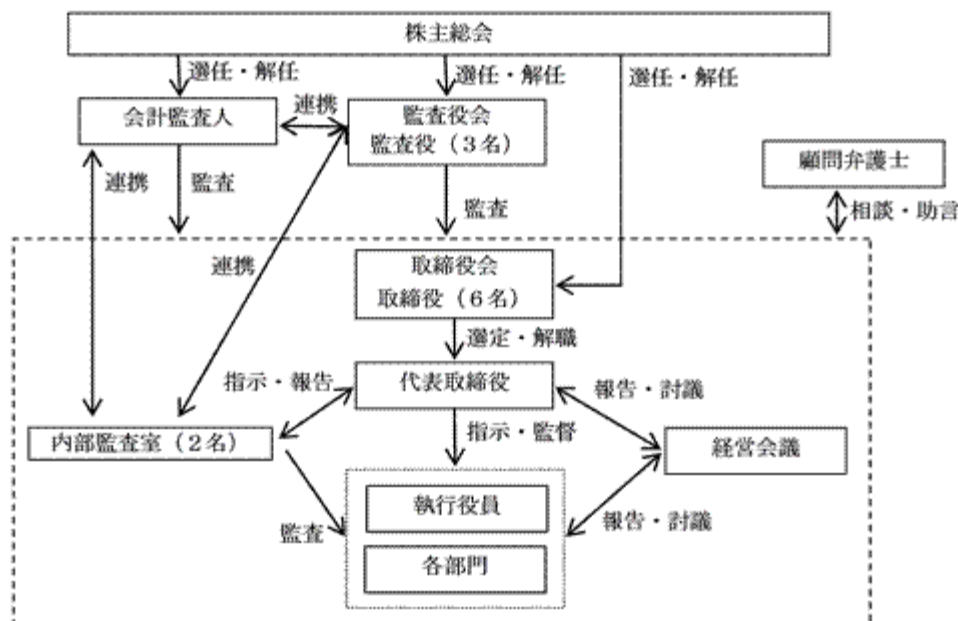 株主総会
選任・解任
選任・解任
選任・解任
会計監査人
連携
監査役会
監査役(3名)
顧問弁護士
連携
監査
監査
相談・助言
連携
取締役会
取締役(6名)
選定・解職
指示・報告
代表取締役
報告・討議
内部監査室(2名)
指示・監督
経営会議
監査
執行役員
報告・討議
各部門